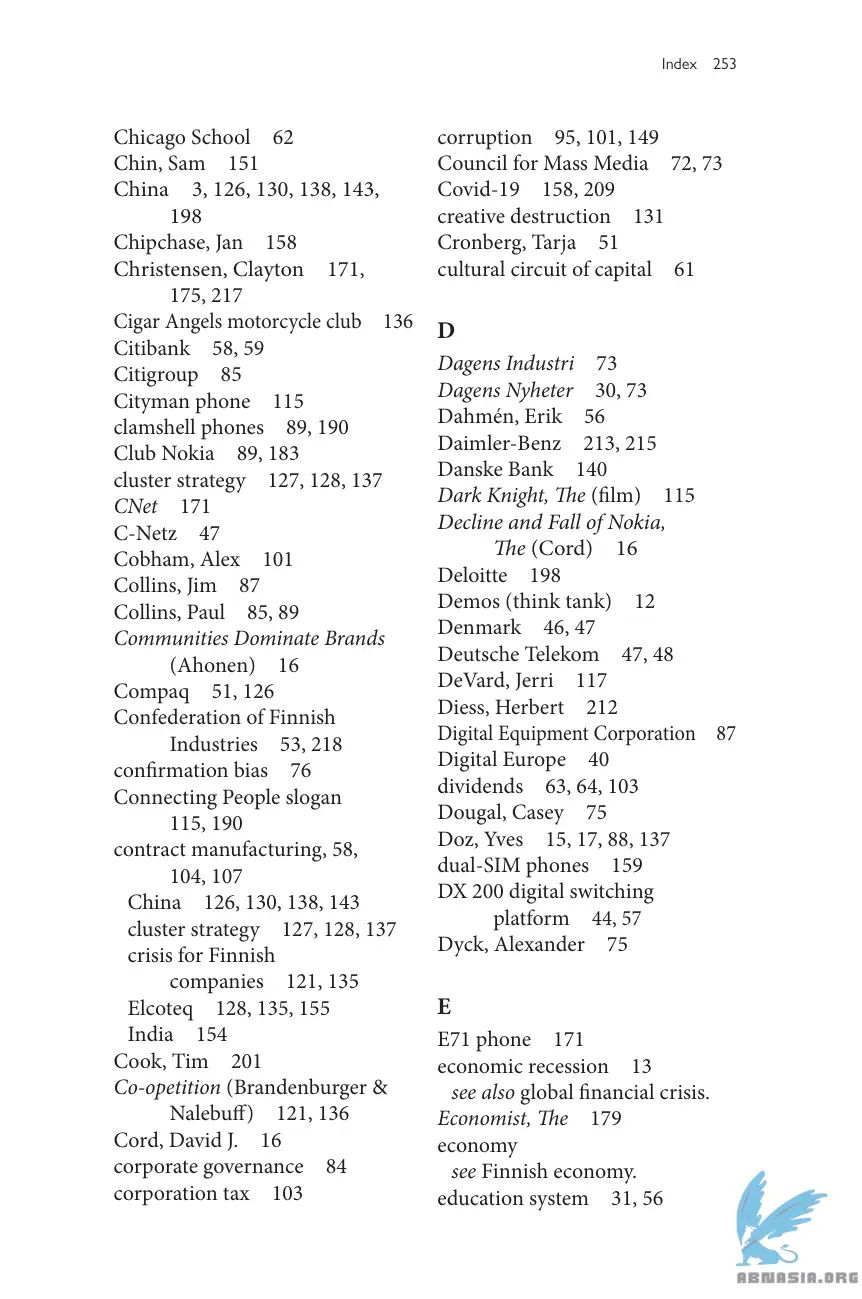 Index 253
Chicago School 62
Chin, Sam 151
China 3, 126, 130, 138, 143,
198
Chipchase, Jan 158
Christensen, Clayton 171,
175, 217
Cigar Angels motorcycle club 136
Citibank 58, 59
Citigroup 85
Cityman phone 115
clamshell phones 89, 190
Club Nokia 89, 183
cluster strategy 127, 128, 137
CNet 171
C-Netz 47
Cobham, Alex 101
Collins, Jim 87
Collins, Paul 85, 89
Communities Dominate Brands
(Ahonen) 16
Compaq 51, 126
Confederation of Finnish
Industries 53, 218
confirmation bias 76
Connecting People slogan
115, 190
contract manufacturing, 58,
104, 107
China 126, 130, 138, 143
cluster strategy 127, 128, 137
crisis for Finnish
companies 121, 135
Elcoteq 128, 135, 155
India 154
Cook, Tim 201
Co-opetition (Brandenburger &
Nalebuff) 121, 136
Cord, David J. 16
corporate governance 84
corporation tax 103
corruption 95, 101, 149
Council for Mass Media 72, 73
Covid-19 158, 209
creative destruction 131
Cronberg, Tarja 51
cultural circuit of capital 61
D
Dagens Industri 73
Dagens Nyheter 30, 73
Dahmén, Erik 56
Daimler-Benz 213, 215
Danske Bank 140
Dark Knight, The (film) 115
Decline and Fall of Nokia,
The (Cord) 16
Deloitte 198
Demos (think tank) 12
Denmark 46, 47
Deutsche Telekom 47, 48
DeVard, Jerri 117
Diess, Herbert 212
Digital Equipment Corporation 87
Digital Europe 40
dividends 63, 64, 103
Dougal, Casey 75
Doz, Yves 15, 17, 88, 137
dual-SIM phones 159
DX 200 digital switching
platform 44, 57
Dyck, Alexander 75
E
E71 phone 171
economic recession 13
see also global financial crisis.
Economist, The 179
economy
see Finnish economy.
education system 31, 56
ABNASIA.ORG